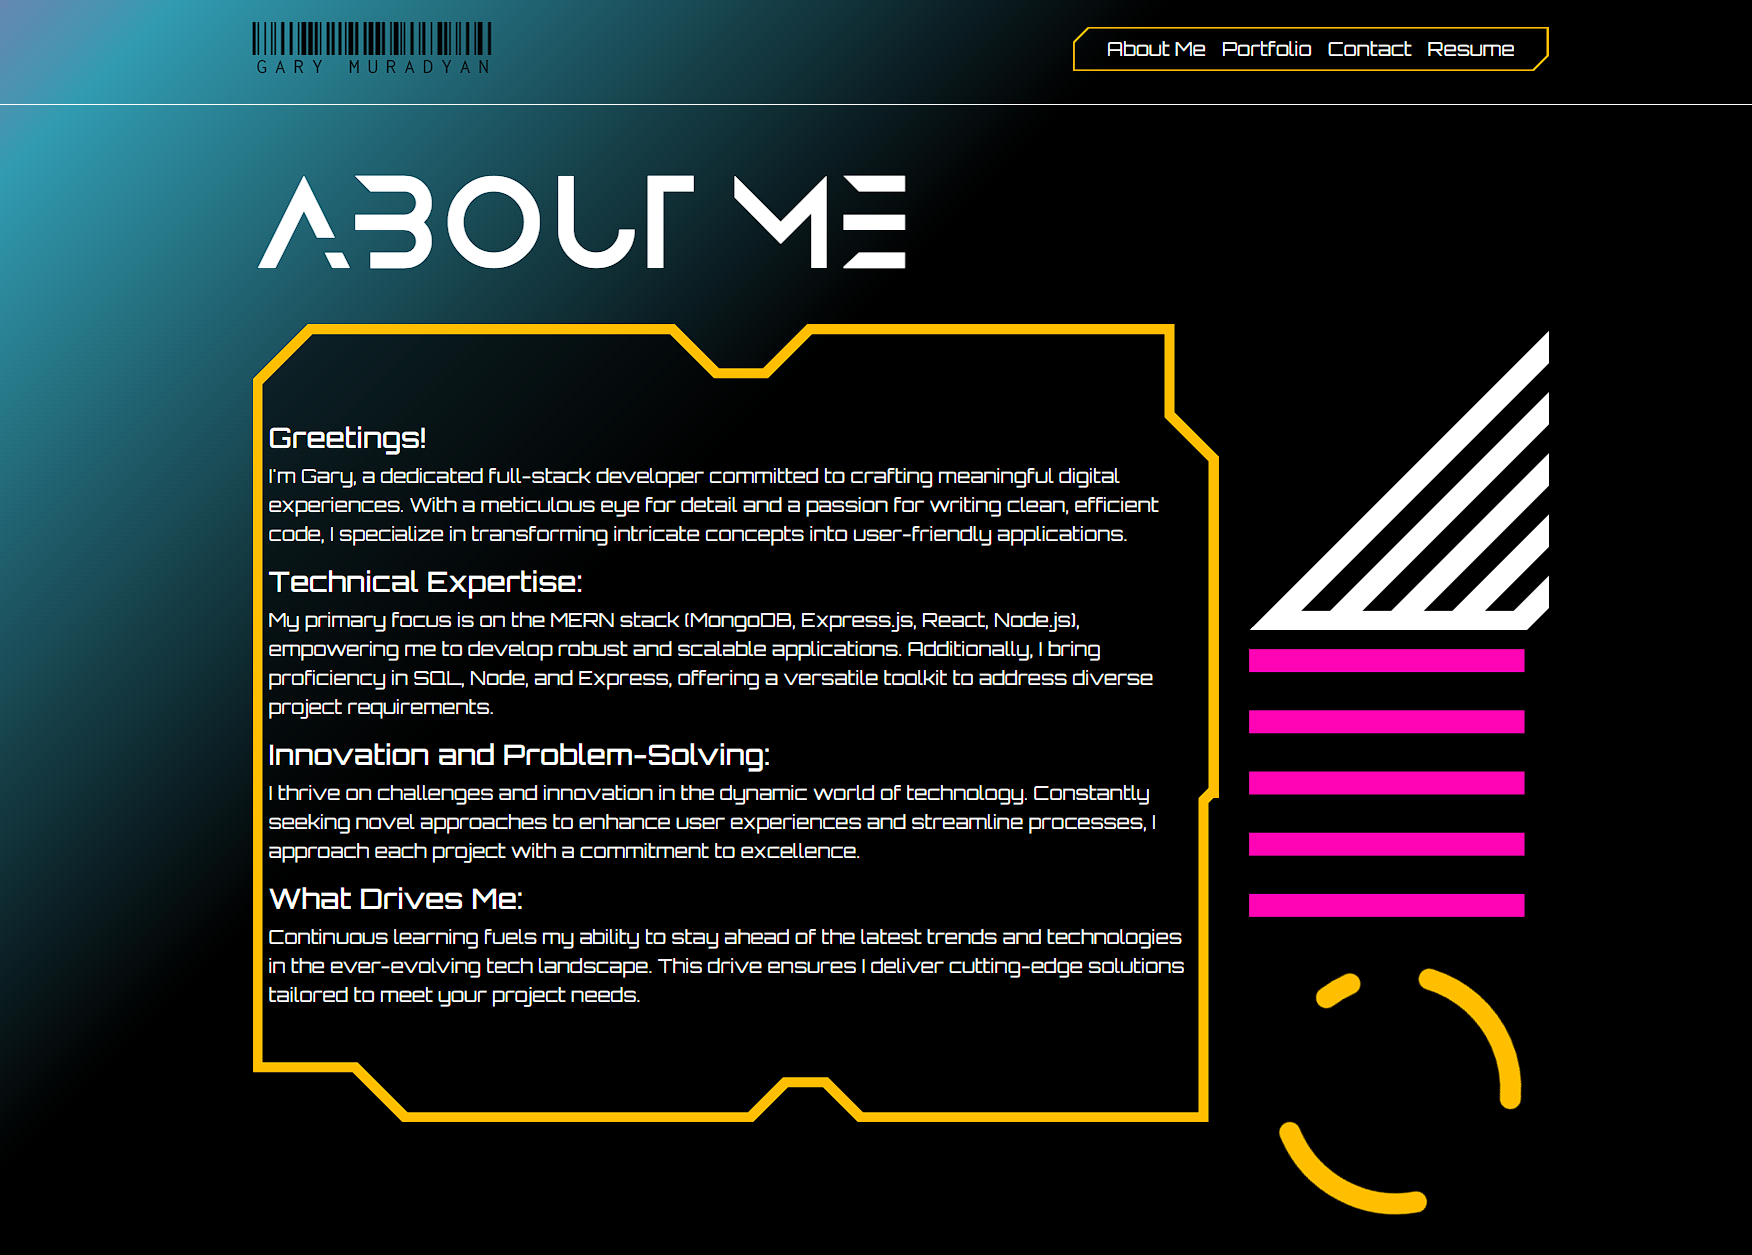 GARY MURADYAN
About Me Portfolio Contact Resume
ABOUT ME
Greetings!
I'm Gary, a dedicated full-stack developer committed to crafting meaningful digital
experiences. With a meticulous eye for detail and a passion for writing clean, efficient
code, I specialize in transforming intricate concepts into user-friendly applications.
Technical Expertise:
My primary focus is on the MERN stack (MongoDB, Express.js, React, Node.js),
empowering me to develop robust and scalable applications. Additionally, I bring
proficiency in SQL, Node, and Express, offering a versatile toolkit to address diverse
project requirements.
Innovation and Problem-Solving:
I thrive on challenges and innovation in the dynamic world of technology. Constantly
seeking novel approaches to enhance user experiences and streamline processes, I
approach each project with a commitment to excellence.
What Drives Me:
Continuous learning fuels my ability to stay ahead of the latest trends and technologies
in the ever-evolving tech landscape. This drive ensures I deliver cutting-edge solutions
tailored to meet your project needs.